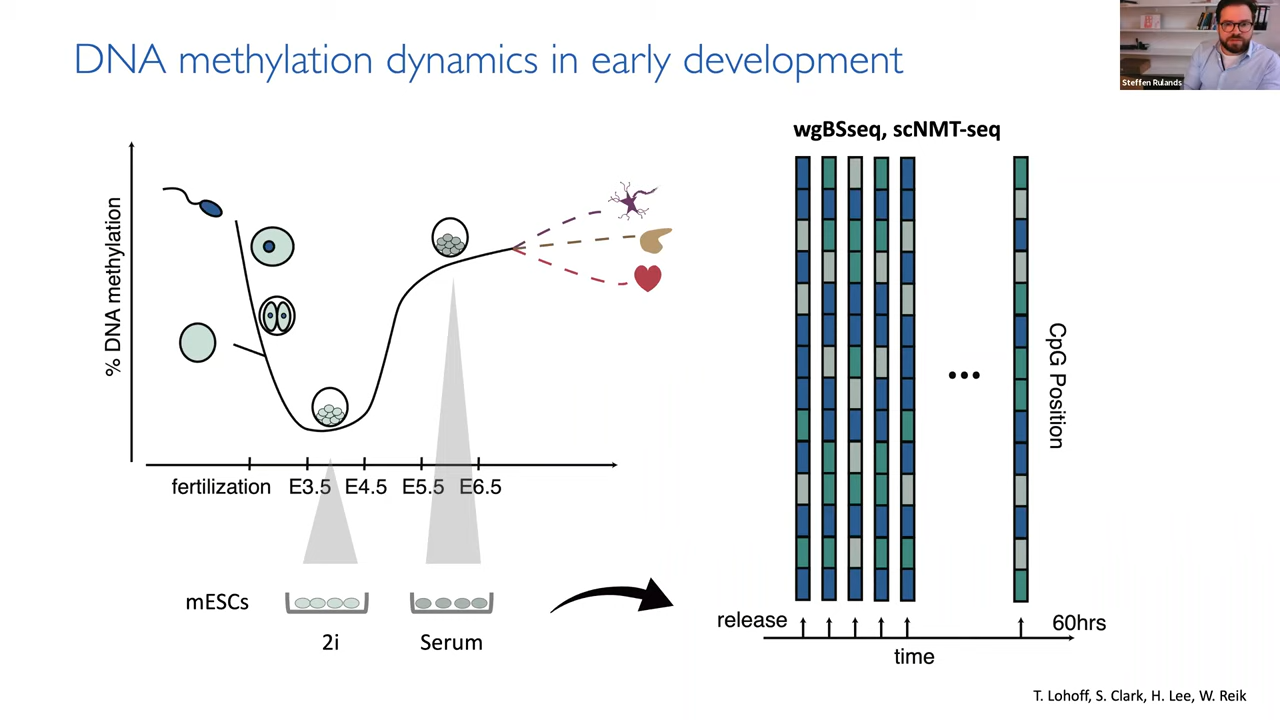 DNA methylation dynamics in early development
Steffen Rulands
% DNA methylation
fertilization E3.5 E4.5 E5.5 E6.5
mESCs
2i
Serum
wgBSseq, scNMT-seq
CpG Position
release
60hrs
time
T. Lohoff, S. Clark, H. Lee, W. Reik